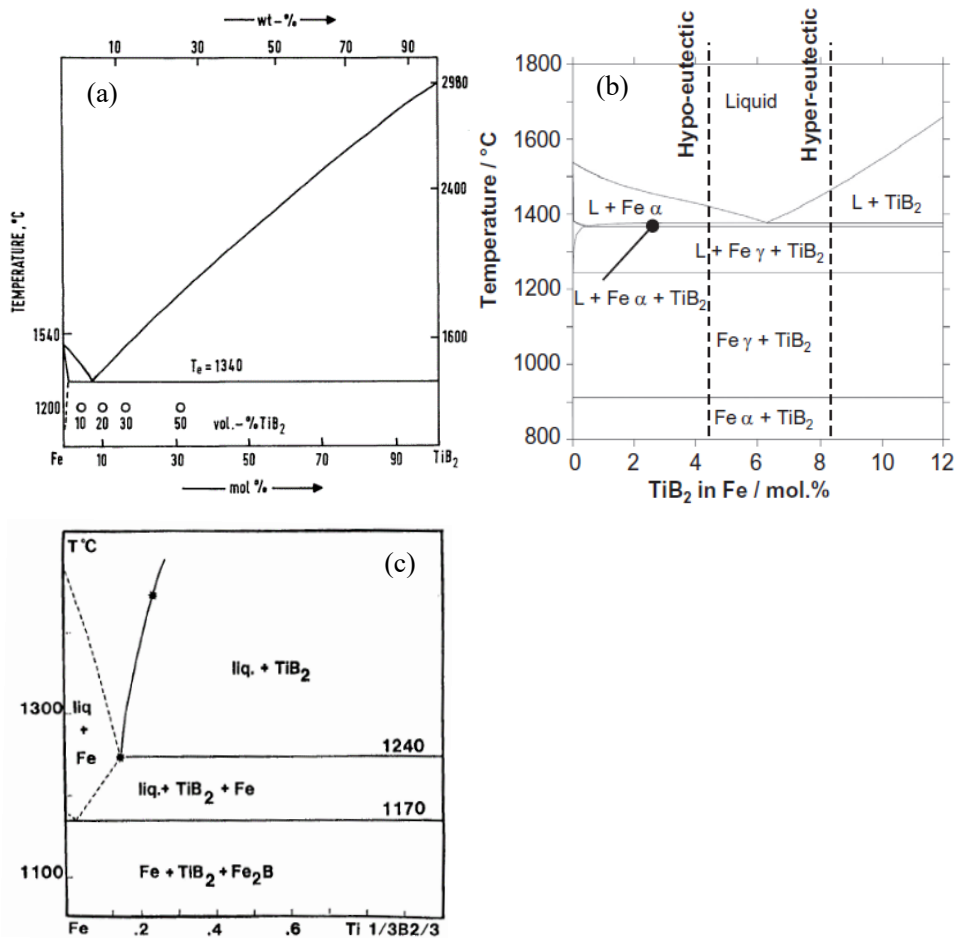 wt-%
10 30 50 70 90
(a)
2980
2400
1600
TEMPERATURE, °C
1540
1200
Te = 1340
10 20 30 50 vol.-% TiB2
Fe 10 30 50 70 90 TiB2
mol %
(b)
1800
1600
1400
1200
1000
800
Temperature / °C
Hypo-eutectic
Liquid
Hyper-eutectic
L + Fe α
L + TiB2
L + Fe γ + TiB2
L + Fe α + TiB2
Fe γ + TiB2
Fe α + TiB2
0 2 4 6 8 10 12
TiB2 in Fe / mol.%
T°C
(c)
liq. + TiB2
1300
liq
+
Fe
1240
liq.+ TiB2 + Fe
1170
1100
Fe + TiB2 + Fe2B
Fe .2 .4 .6 Ti 1/3B2/3